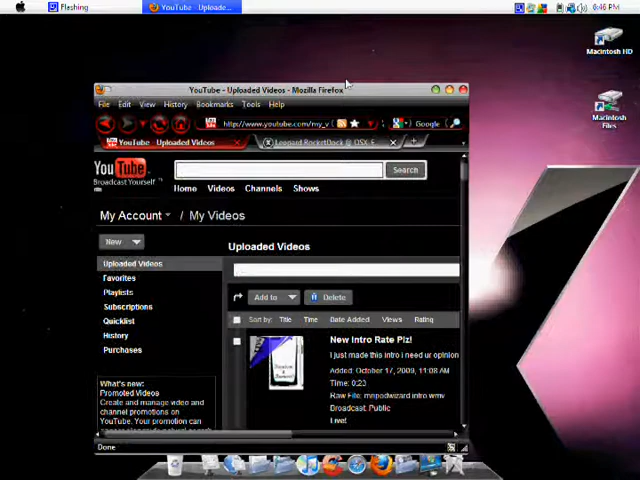 Flashing
YouTube - Uploade...
6:46 PM
Macintosh HD
Macintosh Files
YouTube - Uploaded Videos - Mozilla Firefox
File Edit View History Bookmarks Tools Help
http://www.youtube.com/my_v
Google
YouTube - Uploaded Videos
Leopard RocketDock @ OSX-E
YouTube
Broadcast Yourself
Search
Home Videos Channels Shows
My Account / My Videos
New
Uploaded Videos
Uploaded Videos
Favorites
Playlists
Subscriptions
Quicklist
History
Purchases
Add to
Delete
Sort by: Title Time Date Added Views Rating
New Intro Rate Plz!
I just made this intro i need ur opinion
Added: October 17, 2009, 11:08 AM
Time: 0:23
Raw File: mripodwizard intro.wmv
Broadcast: Public
Live!
What's new:
Promoted Videos
Create and manage video and
channel promotions on
YouTube. Your promotion can
Done